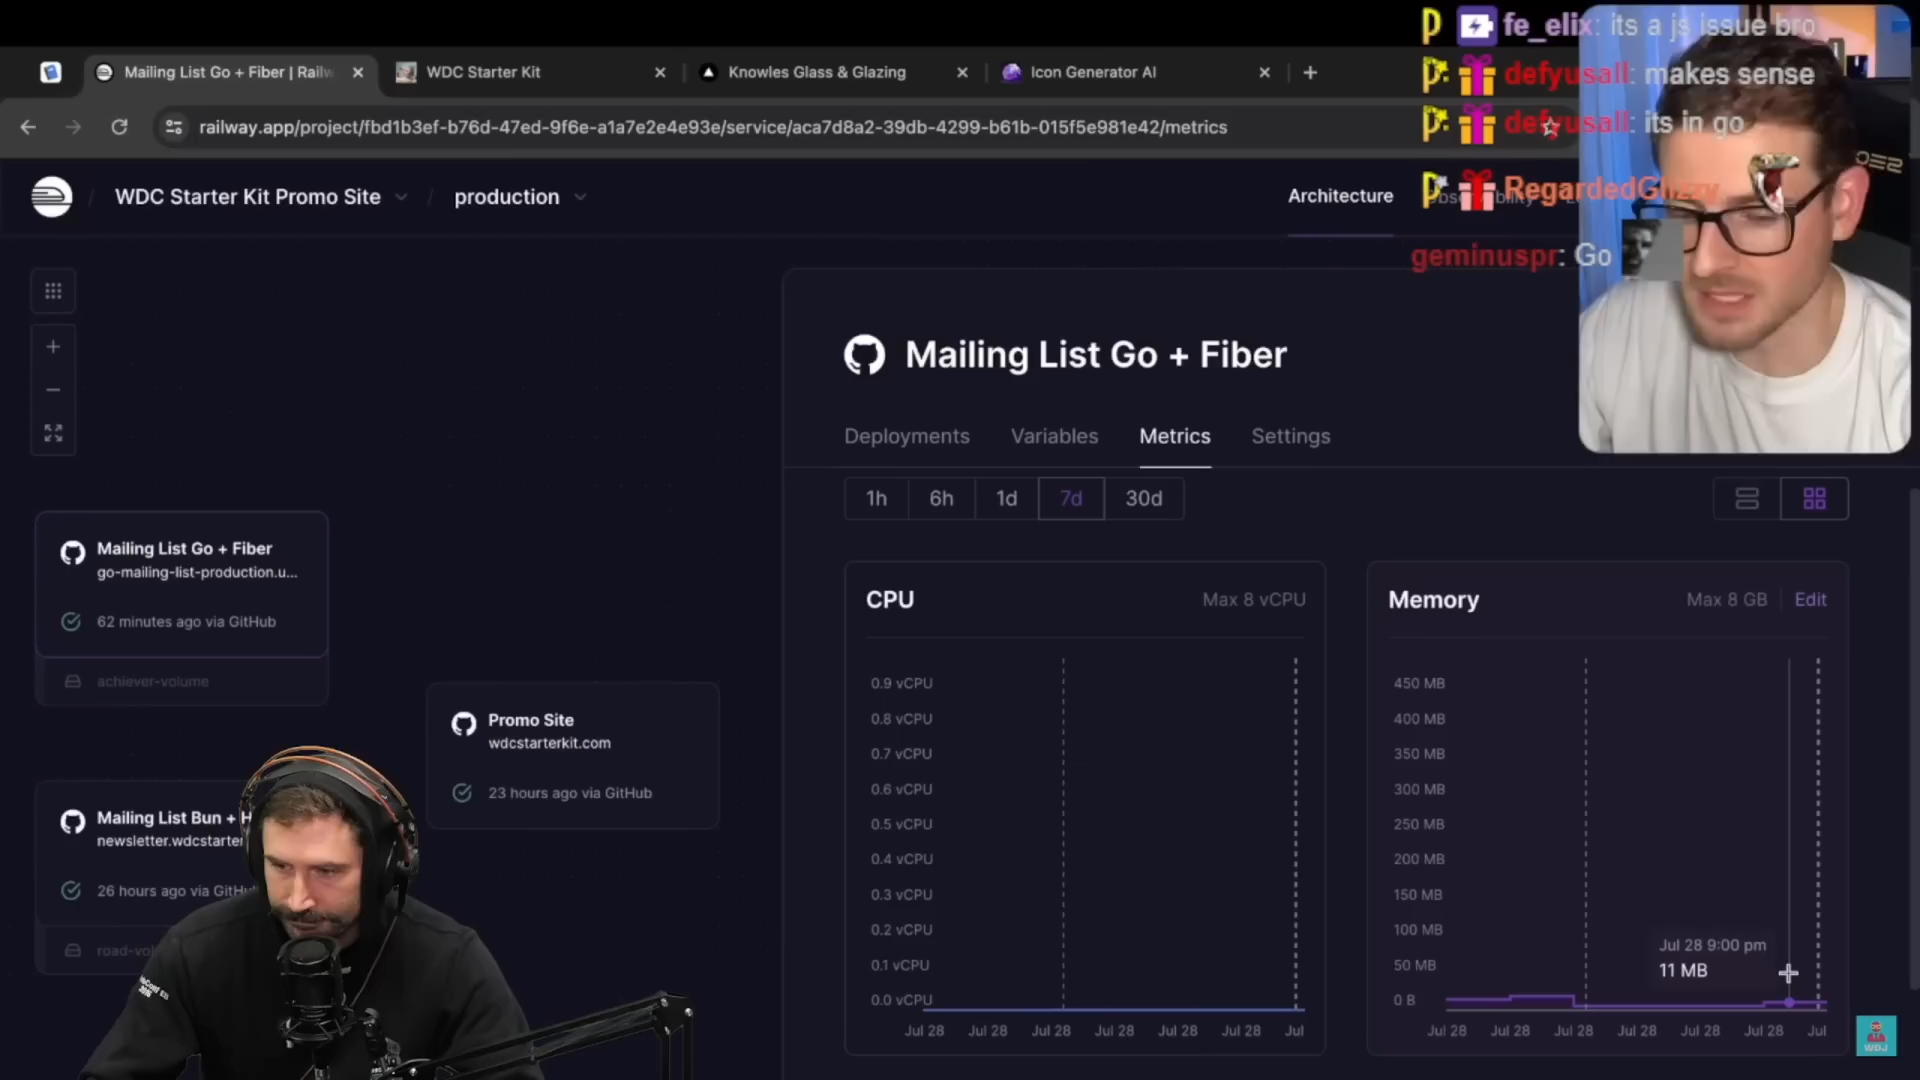 Mailing List Go + Fiber | Railw
WDC Starter Kit
Knowles Glass & Glazing
Icon Generator AI
railway.app/project/fbd1b3ef-b76d-47ed-9f6e-a1a7e2e4e93e/service/aca7d8a2-39db-4299-b61b-015f5e981e42/metrics
fe_elix: its a js issue bro
defyusall: makes sense
defyusall: its in go
RegardedGlizzy
geminuspr: Go
WDC Starter Kit Promo Site
production
Architecture
Mailing List Go + Fiber
Deployments
Variables
Metrics
Settings
1h
6h
1d
7d
30d
Mailing List Go + Fiber
go-mailing-list-production.u...
62 minutes ago via GitHub
achiever-volume
Promo Site
wdcstarterkit.com
23 hours ago via GitHub
Mailing List Bun + H
newsletter.wdcstarter
26 hours ago via GitHu
road-vol
CPU
Max 8 vCPU
0.9 vCPU
0.8 vCPU
0.7 vCPU
0.6 vCPU
0.5 vCPU
0.4 vCPU
0.3 vCPU
0.2 vCPU
0.1 vCPU
0.0 vCPU
Jul 28 Jul 28 Jul 28 Jul 28 Jul 28 Jul 28 Jul
Memory
Max 8 GB
Edit
450 MB
400 MB
350 MB
300 MB
250 MB
200 MB
150 MB
100 MB
50 MB
0 B
Jul 28 9:00 pm
11 MB
Jul 28 Jul 28 Jul 28 Jul 28 Jul 28 Jul 28 Jul
WDJ